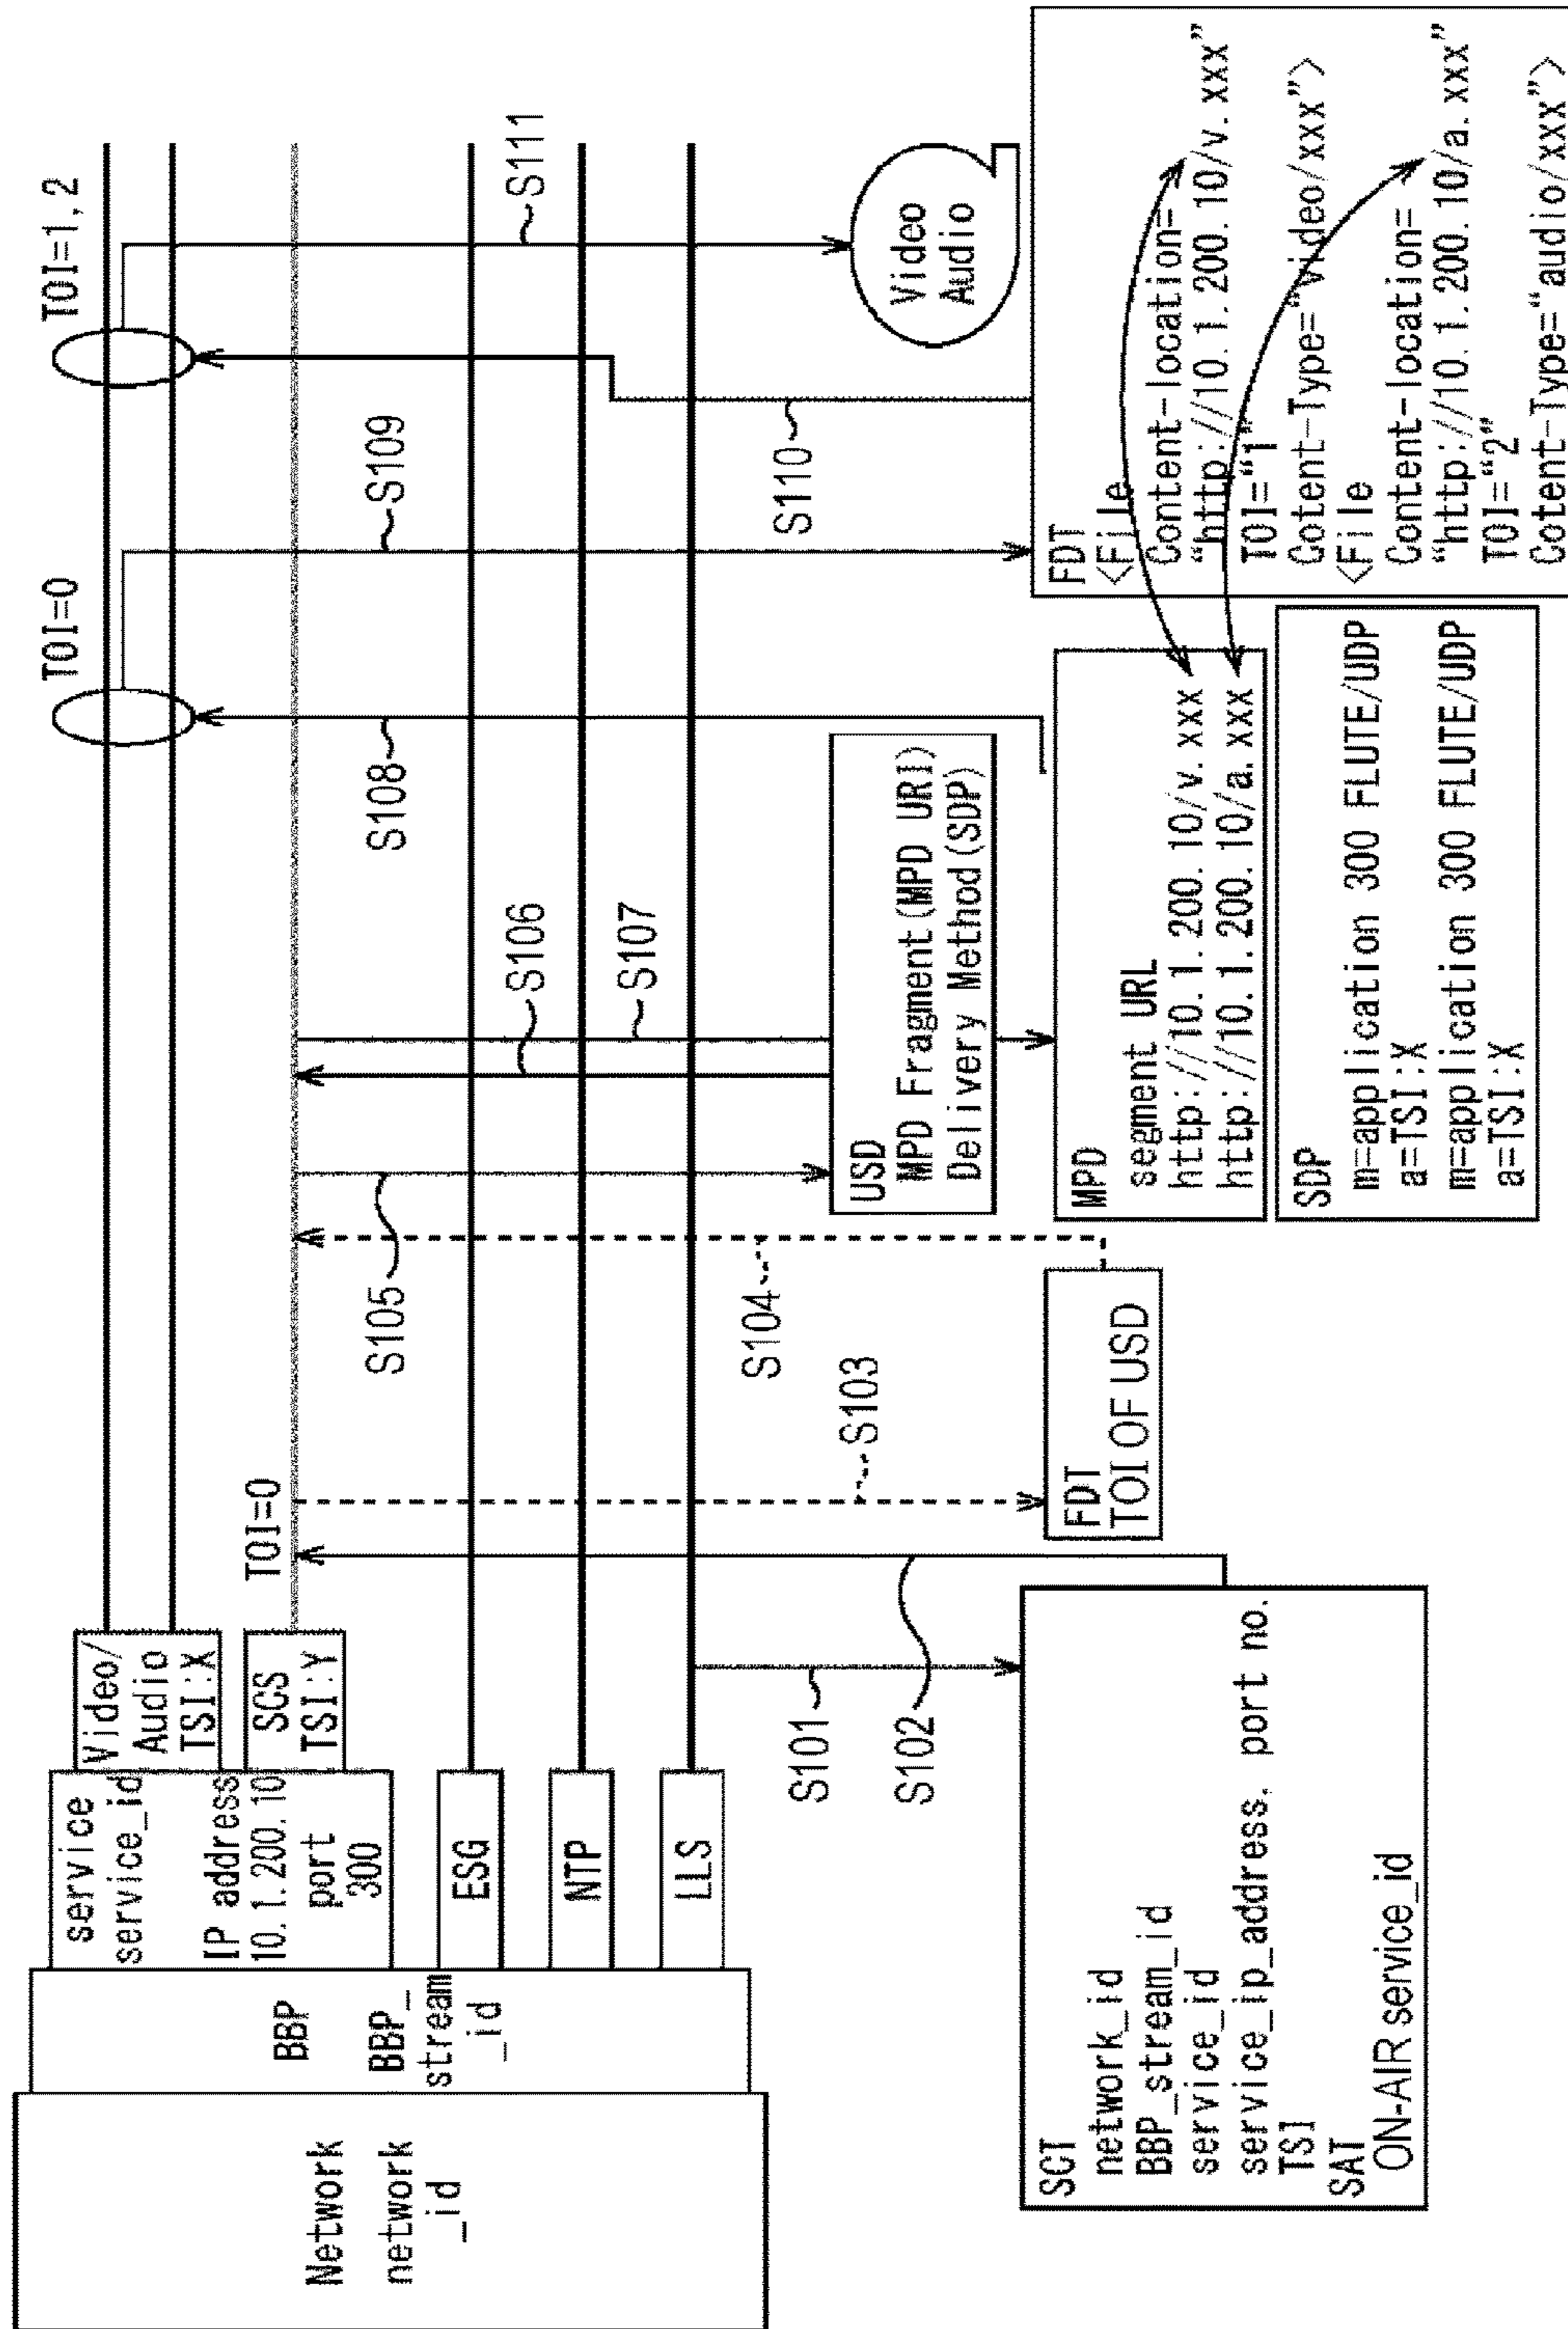 Network
network
_id
BBP
BBP_
stream
_id
service
service_id
IP address
10.1.200.10
port
300
Video/
Audio
TSI:X
SCS
TSI:Y
ESG
NTP
LLS
TOI=0
TOI=0
TOI=1,2
S101
S102
S103
S104
S105
S106
S107
S108
S109
S110
S111
SCT
network_id
BBP_stream_id
service_id
service_ip_address, port no.
TSI
SAT
ON-AIR service_id
FDT
TOI OF USD
USD
MPD Fragment(MPD URI)
Delivery Method(SDP)
MPD
segment URL
http://10.1.200.10/v.xxx
http://10.1.200.10/a.xxx
SDP
m=application 300 FLUTE/UDP
a=TSI:X
m=application 300 FLUTE/UDP
a=TSI:X
Video
Audio
FDT
<File
Content-location=
“http://10.1.200.10/v.xxx”
TOI=“1”
Cotent-Type=“video/xxx”>
<File
Content-location=
“http://10.1.200.10/a.xxx”
TOI=“2”
Cotent-Type=“audio/xxx”>